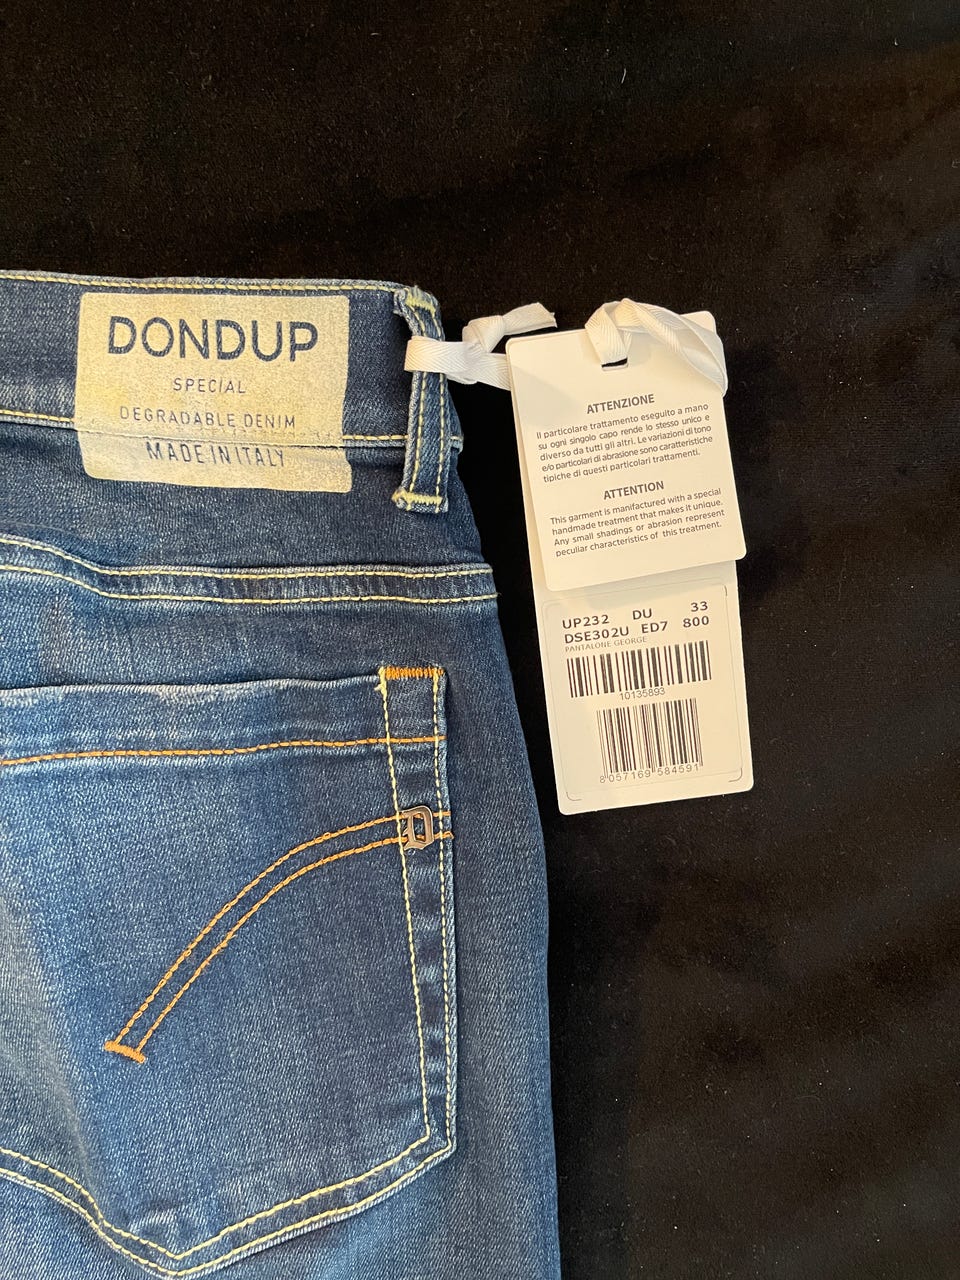 DONDUP
SPECIAL
DEGRADABLE DENIM
MADE IN ITALY
ATTENZIONE
Il particolare trattamento eseguito a mano
su ogni singolo capo rende lo stesso unico e
diverso da tutti gli altri. Le variazioni di tono
e/o particolari di abrasione sono caratteristiche
tipiche di questi particolari trattamenti.
ATTENTION
This garment is manifactured with a special
handmade treatment that makes it unique.
Any small shadings or abrasion represent
peculiar characteristics of this treatment.
UP232 DU 33
DSE302U ED7 800
PANTALONE GEORGE
10135893
8 057169 584591
D